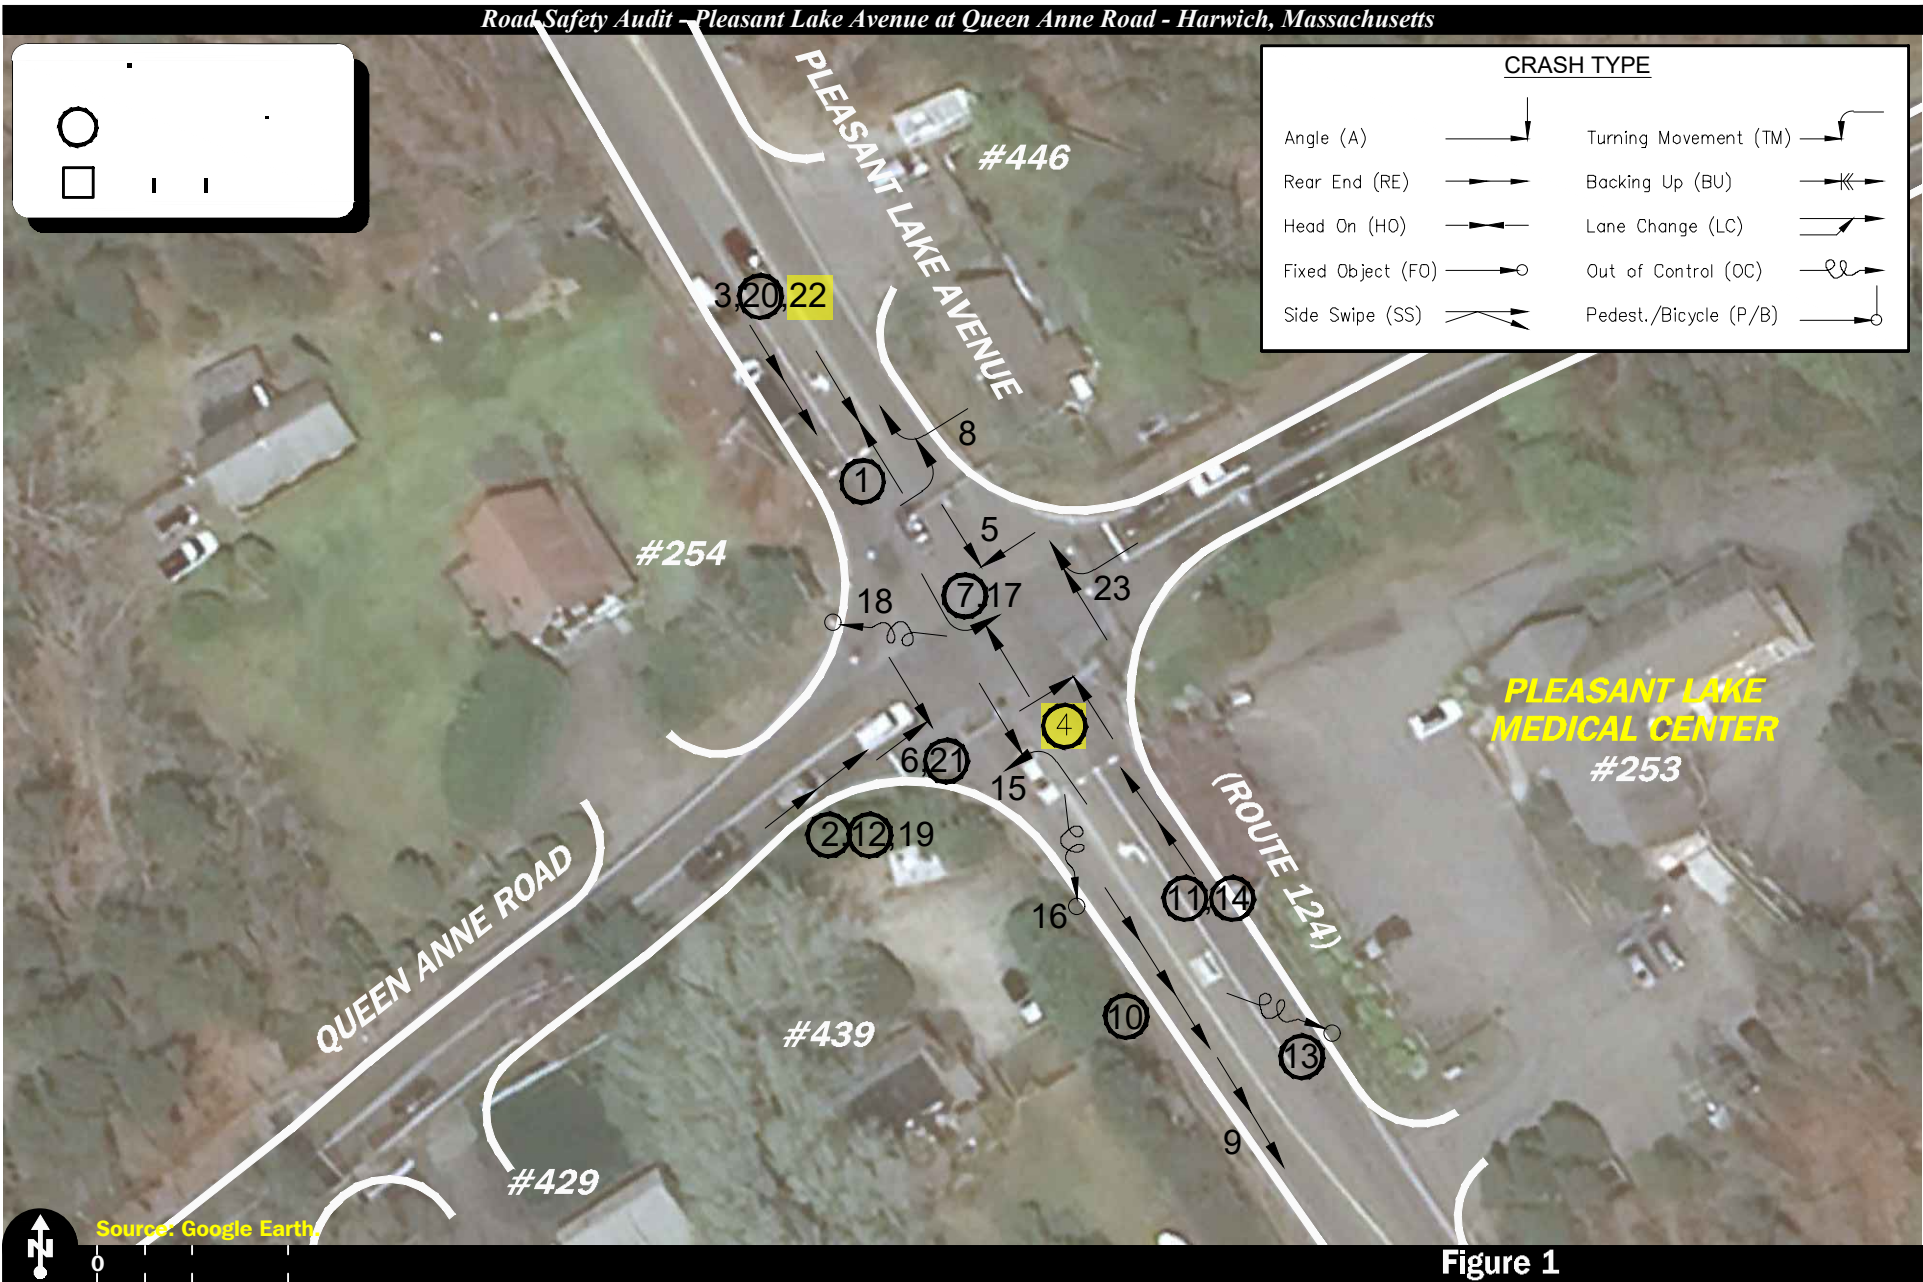 Road Safety Audit - Pleasant Lake Avenue at Queen Anne Road - Harwich, Massachusetts
CRASH TYPE
Angle (A)
Turning Movement (TM)
Rear End (RE)
Backing Up (BU)
Head On (HO)
Lane Change (LC)
Fixed Object (FO)
Out of Control (OC)
Side Swipe (SS)
Pedest./Bicycle (P/B)
PLEASANT LAKE AVENUE
#446
3,20,22
8
1
5
#254
7,17
23
18
4
PLEASANT LAKE
MEDICAL CENTER
#253
6,21
15
(ROUTE 124)
2,12,19
11,14
16
QUEEN ANNE ROAD
10
#439
13
9
#429
Source: Google Earth.
N
0
Figure 1